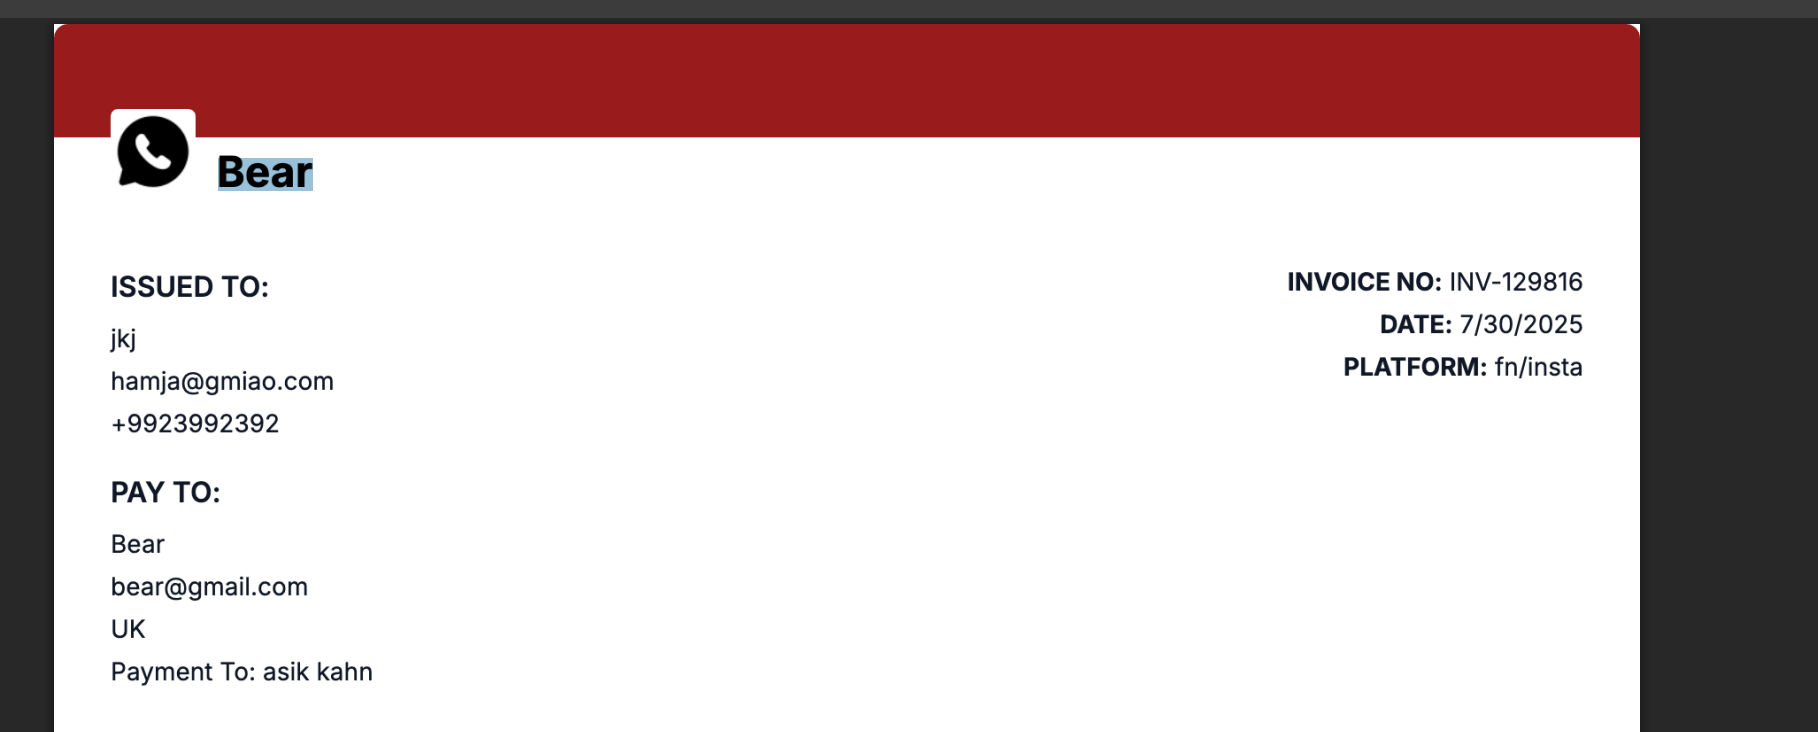 Bear
ISSUED TO:
jkj
hamja@gmiao.com
+9923992392
INVOICE NO: INV-129816
DATE: 7/30/2025
PLATFORM: fn/insta
PAY TO:
Bear
bear@gmail.com
UK
Payment To: asik kahn